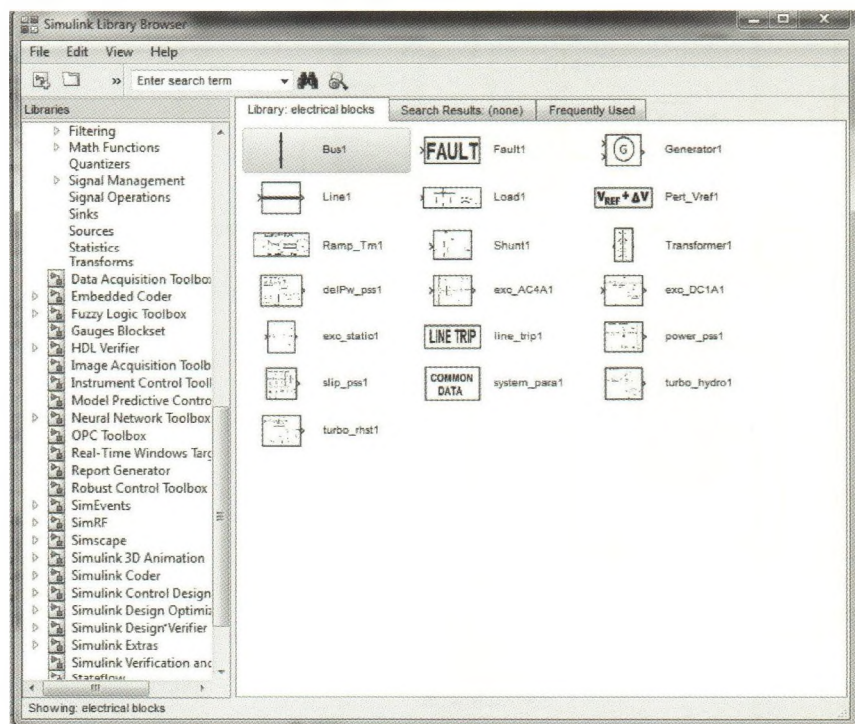 Simulink Library Browser
File Edit View Help
» Enter search term
Libraries
Filtering
Math Functions
Quantizers
Signal Management
Signal Operations
Sinks
Sources
Statistics
Transforms
Data Acquisition Toolbo
Embedded Coder
Fuzzy Logic Toolbox
Gauges Blockset
HDL Verifier
Image Acquisition Toolb
Instrument Control Tooll
Model Predictive Contro
Neural Network Toolbox
OPC Toolbox
Real-Time Windows Targ
Report Generator
Robust Control Toolbox
SimEvents
SimRF
Simscape
Simulink 3D Animation
Simulink Coder
Simulink Control Design
Simulink Design Optimiz
Simulink Design Verifier
Simulink Extras
Simulink Verification and
Stateflow
Library: electrical blocks Search Results: (none) Frequently Used
Bus1 FAULT Fault1 G Generator1
Line1 Load1 VREF + ΔV Pert_Vref1
Ramp_Tm1 Shunt1 Transformer1
delPw_pss1 exc_AC4A1 exc_DC1A1
exc_static1 LINE TRIP line_trip1 power_pss1
slip_pss1 COMMON DATA system_para1 turbo_hydro1
turbo_rhst1
Showing: electrical blocks